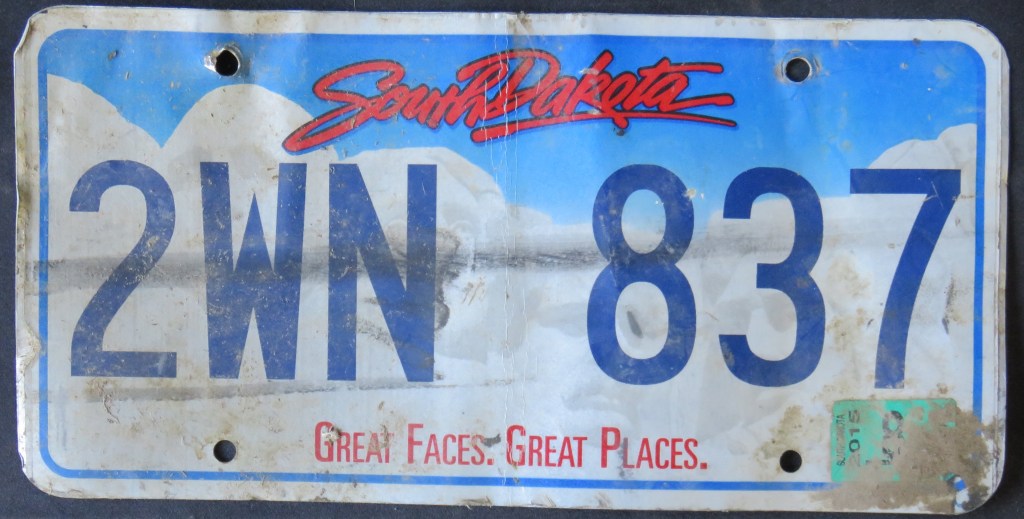 South Dakota
2WN 837
GREAT FACES. GREAT PLACES.
2015